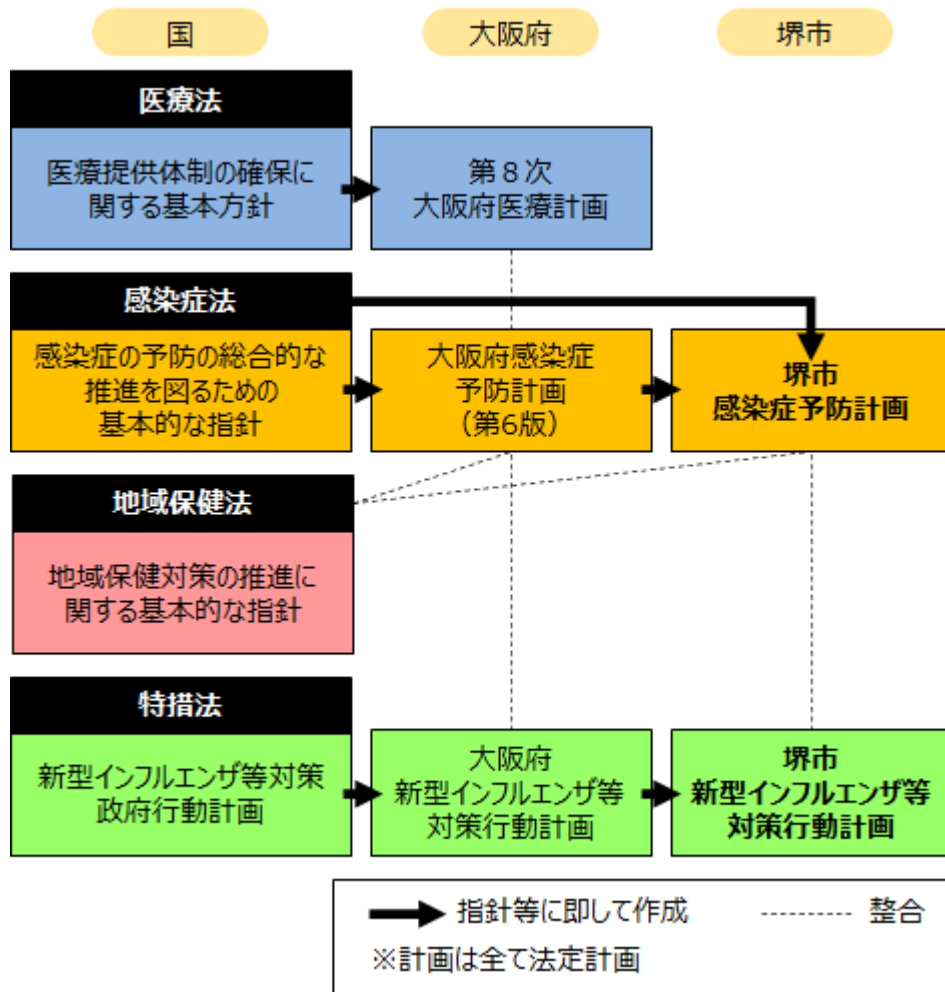 国
大阪府
堺市
医療法
医療提供体制の確保に
関する基本方針
第８次
大阪府医療計画
感染症法
感染症の予防の総合的な
推進を図るための
基本的な指針
大阪府感染症
予防計画
（第6版）
堺市
感染症予防計画
地域保健法
地域保健対策の推進に
関する基本的な指針
特措法
新型インフルエンザ等対策
政府行動計画
大阪府
新型インフルエンザ等
対策行動計画
堺市
新型インフルエンザ等
対策行動計画
指針等に即して作成
整合
※計画は全て法定計画